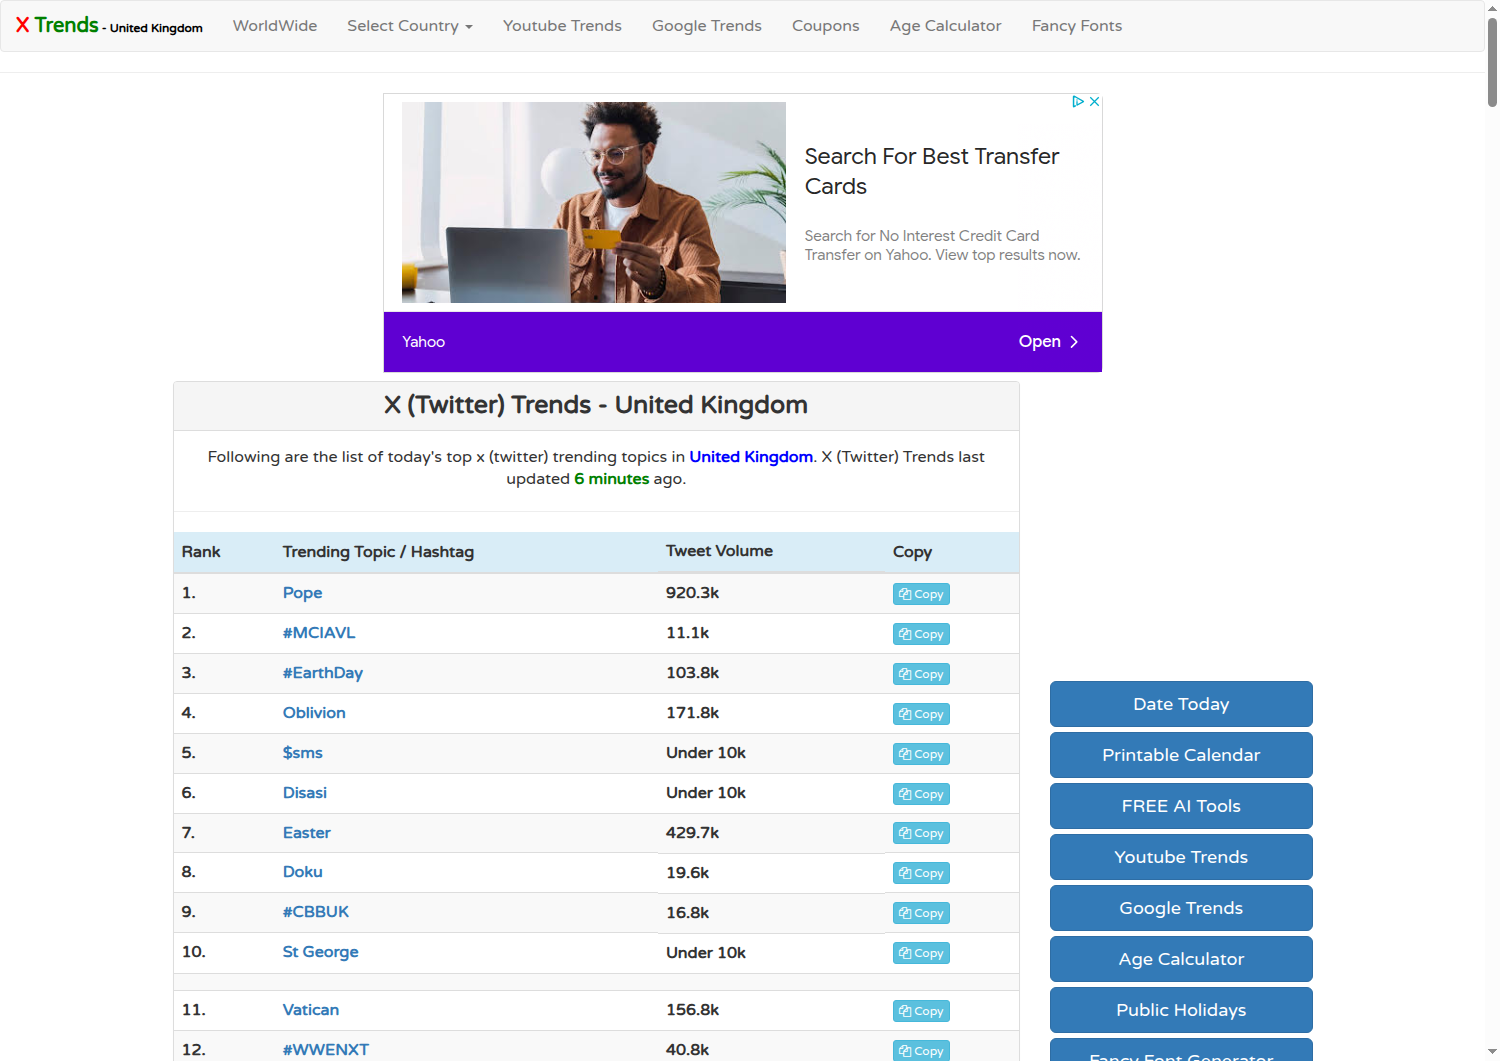 X Trends - United Kingdom WorldWide Select Country Youtube Trends Google Trends Coupons Age Calculator Fancy Fonts
Search For Best Transfer
Cards
Search for No Interest Credit Card
Transfer on Yahoo. View top results now.
Yahoo Open
X (Twitter) Trends - United Kingdom
Following are the list of today's top x (twitter) trending topics in United Kingdom. X (Twitter) Trends last
updated 6 minutes ago.
Rank Trending Topic / Hashtag Tweet Volume Copy
1. Pope 920.3k Copy
2. #MCIAVL 11.1k Copy
3. #EarthDay 103.8k Copy
4. Oblivion 171.8k Copy
5. $sms Under 10k Copy
6. Disasi Under 10k Copy
7. Easter 429.7k Copy
8. Doku 19.6k Copy
9. #CBBUK 16.8k Copy
10. St George Under 10k Copy
11. Vatican 156.8k Copy
12. #WWENXT 40.8k Copy
Date Today
Printable Calendar
FREE AI Tools
Youtube Trends
Google Trends
Age Calculator
Public Holidays
Fancy Font Generator